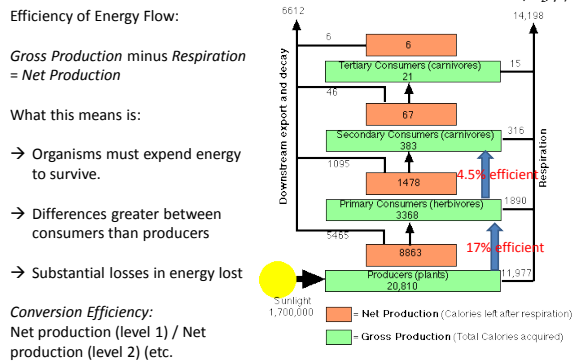 Efficiency of Energy Flow:
Gross Production minus Respiration
= Net Production
What this means is:
→ Organisms must expend energy
to survive.
→ Differences greater between
consumers than producers
→ Substantial losses in energy lost
Conversion Efficiency:
Net production (level 1) / Net
production (level 2) (etc.
6612
14,198
6
6
Tertiary Consumers (carnivores)
21
15
46
67
Secondary Consumers (carnivores)
383
316
1095
1478
4.5% efficient
Primary Consumers (herbivores)
3368
1890
5465
8863
17% efficient
Producers (plants)
20,810
11,977
Downstream export and decay
Respiration
Sunlight
1,700,000
= Net Production (Calories left after respiration)
= Gross Production (Total Calories acquired)